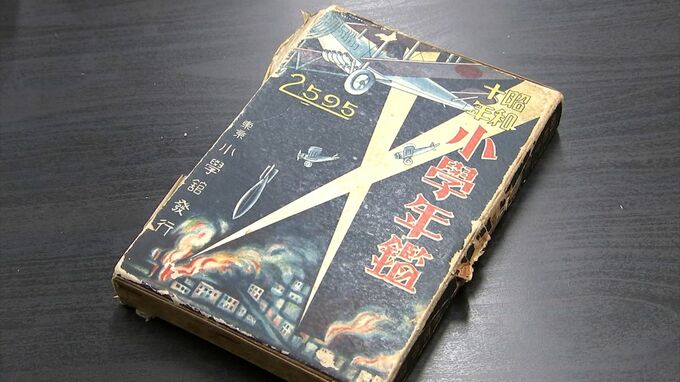 昭和
十年
小學年鑑
2595
東京 小學館發行